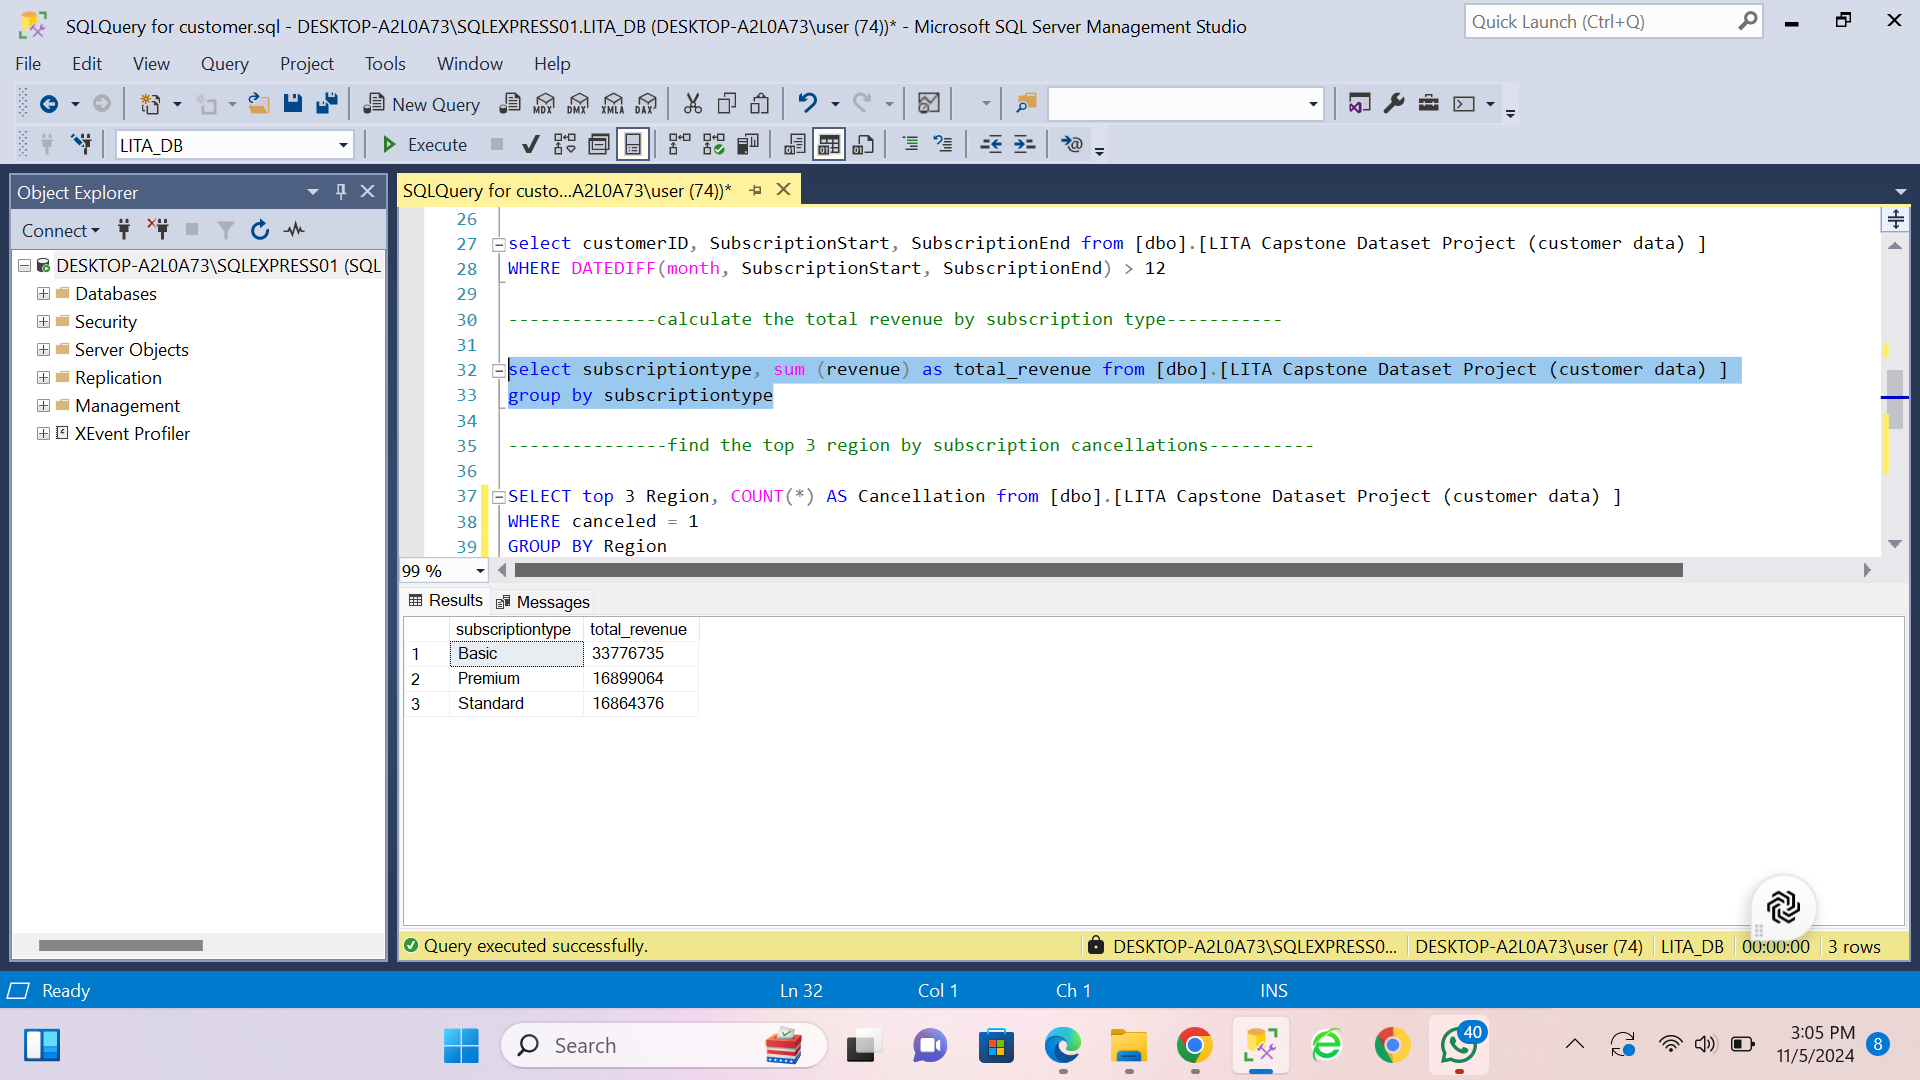 SQLQuery for customer.sql - DESKTOP-A2L0A73\SQLEXPRESS01.LITA_DB (DESKTOP-A2L0A73\user (74))* - Microsoft SQL Server Management Studio
Quick Launch (Ctrl+Q)
File Edit View Query Project Tools Window Help
New Query MDX DMX XMLA DAX
LITA_DB Execute
Object Explorer
Connect
DESKTOP-A2L0A73\SQLEXPRESS01 (SQL
Databases
Security
Server Objects
Replication
Management
XEvent Profiler
SQLQuery for custo...A2L0A73\user (74))*
26
27 select customerID, SubscriptionStart, SubscriptionEnd from [dbo].[LITA Capstone Dataset Project (customer data) ]
28 WHERE DATEDIFF(month, SubscriptionStart, SubscriptionEnd) > 12
29
30 --------------calculate the total revenue by subscription type-----------
31
32 select subscriptiontype, sum (revenue) as total_revenue from [dbo].[LITA Capstone Dataset Project (customer data) ]
33 group by subscriptiontype
34
35 ---------------find the top 3 region by subscription cancellations----------
36
37 SELECT top 3 Region, COUNT(*) AS Cancellation from [dbo].[LITA Capstone Dataset Project (customer data) ]
38 WHERE canceled = 1
39 GROUP BY Region
99 %
Results Messages
subscriptiontype total_revenue
1 Basic 33776735
2 Premium 16899064
3 Standard 16864376
Query executed successfully.
DESKTOP-A2L0A73\SQLEXPRESS0... DESKTOP-A2L0A73\user (74) LITA_DB 00:00:00 3 rows
Ready Ln 32 Col 1 Ch 1 INS
Search
40
3:05 PM
11/5/2024
8